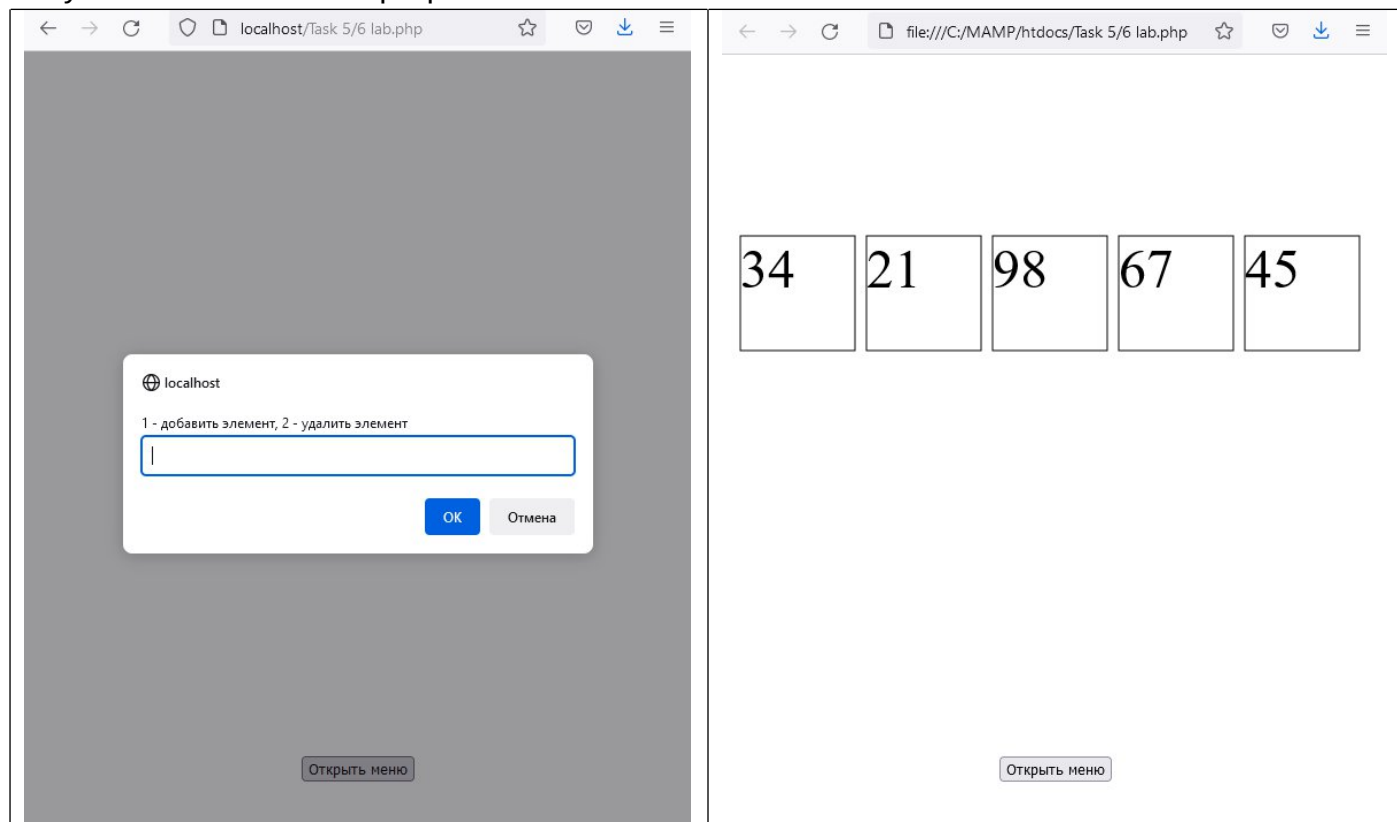 localhost/Task 5/6 lab.php
localhost
1 - добавить элемент, 2 - удалить элемент
ОК
Отмена
Открыть меню
file:///C:/MAMP/htdocs/Task 5/6 lab.php
34 21 98 67 45
Открыть меню